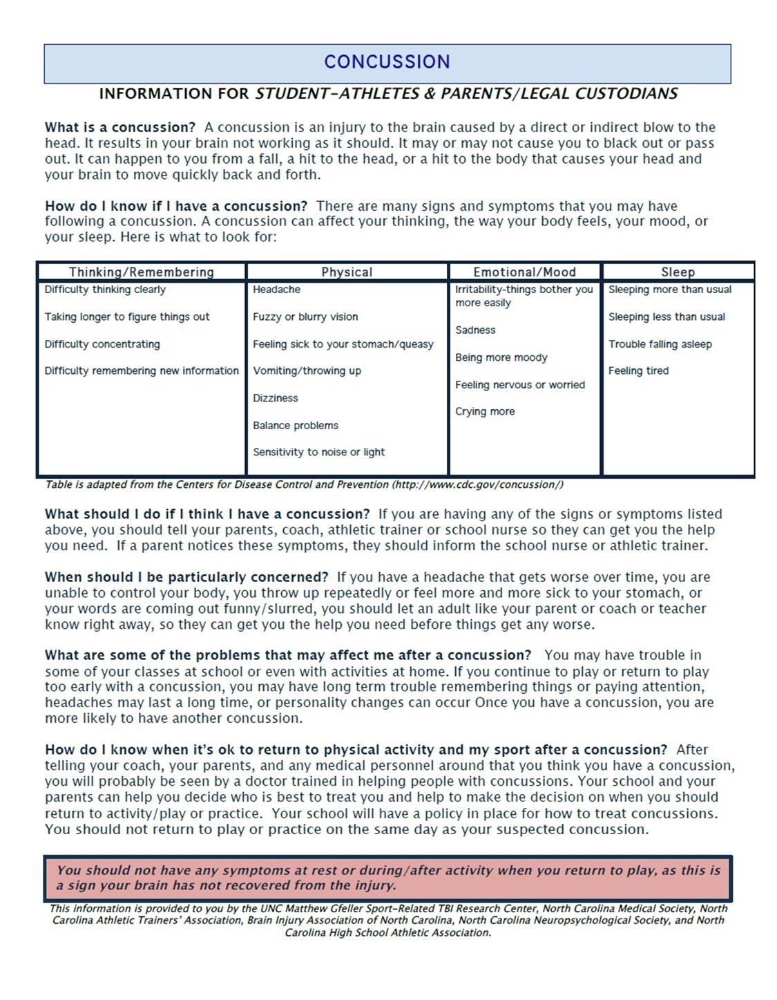 CONCUSSION
INFORMATION FOR STUDENT-ATHLETES & PARENTS/LEGAL CUSTODIANS
What is a concussion? A concussion is an injury to the brain caused by a direct or indirect blow to the
head. It results in your brain not working as it should. It may or may not cause you to black out or pass
out. It can happen to you from a fall, a hit to the head, or a hit to the body that causes your head and
your brain to move quickly back and forth.
How do I know if I have a concussion? There are many signs and symptoms that you may have
following a concussion. A concussion can affect your thinking, the way your body feels, your mood, or
your sleep. Here is what to look for:
Thinking/Remembering
Difficulty thinking clearly
Taking longer to figure things out
Difficulty concentrating
Difficulty remembering new information
Physical
Headache
Fuzzy or blurry vision
Feeling sick to your stomach/queasy
Vomiting/throwing up
Dizziness
Balance problems
Sensitivity to noise or light
Emotional/Mood
Irritability-things bother you
more easily
Sadness
Being more moody
Feeling nervous or worried
Crying more
Sleep
Sleeping more than usual
Sleeping less than usual
Trouble falling asleep
Feeling tired
Table is adapted from the Centers for Disease Control and Prevention (http://www.cdc.gov/concussion/)
What should I do if I think I have a concussion? If you are having any of the signs or symptoms listed
above, you should tell your parents, coach, athletic trainer or school nurse so they can get you the help
you need. If a parent notices these symptoms, they should inform the school nurse or athletic trainer.
When should I be particularly concerned? If you have a headache that gets worse over time, you are
unable to control your body, you throw up repeatedly or feel more and more sick to your stomach, or
your words are coming out funny/slurred, you should let an adult like your parent or coach or teacher
know right away, so they can get you the help you need before things get any worse.
What are some of the problems that may affect me after a concussion? You may have trouble in
some of your classes at school or even with activities at home. If you continue to play or return to play
too early with a concussion, you may have long term trouble remembering things or paying attention,
headaches may last a long time, or personality changes can occur Once you have a concussion, you are
more likely to have another concussion.
How do I know when it's ok to return to physical activity and my sport after a concussion? After
telling your coach, your parents, and any medical personnel around that you think you have a concussion,
you will probably be seen by a doctor trained in helping people with concussions. Your school and your
parents can help you decide who is best to treat you and help to make the decision on when you should
return to activity/play or practice. Your school will have a policy in place for how to treat concussions.
You should not return to play or practice on the same day as your suspected concussion.
You should not have any symptoms at rest or during/after activity when you return to play, as this is
a sign your brain has not recovered from the injury.
This information is provided to you by the UNC Matthew Gfeller Sport-Related TBI Research Center, North Carolina Medical Society, North
Carolina Athletic Trainers' Association, Brain Injury Association of North Carolina, North Carolina Neuropsychological Society, and North
Carolina High School Athletic Association.